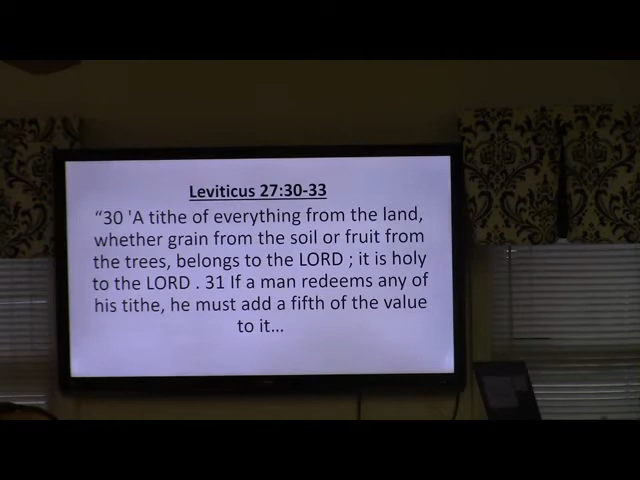 Leviticus 27:30-33
“30 'A tithe of everything from the land,
whether grain from the soil or fruit from
the trees, belongs to the LORD ; it is holy
to the LORD . 31 If a man redeems any of
his tithe, he must add a fifth of the value
to it...